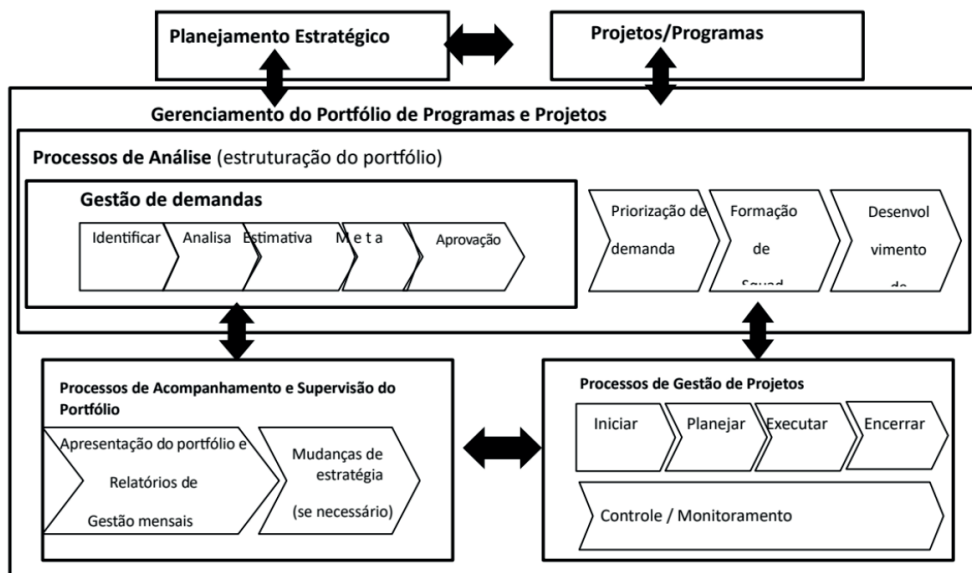 Planejamento Estratégico
Projetos/Programas
Gerenciamento do Portfólio de Programas e Projetos
Processos de Análise (estruturação do portfólio)
Gestão de demandas
Identificar
Analisa
Estimativa
M e t a
Aprovação
Priorização de
demanda
Formação
de
Squad
Desenvol
vimento
de
Processos de Acompanhamento e Supervisão do
Portfólio
Apresentação do portfólio e
Relatórios de
Gestão mensais
Mudanças de
estratégia
(se necessário)
Processos de Gestão de Projetos
Iniciar
Planejar
Executar
Encerrar
Controle / Monitoramento